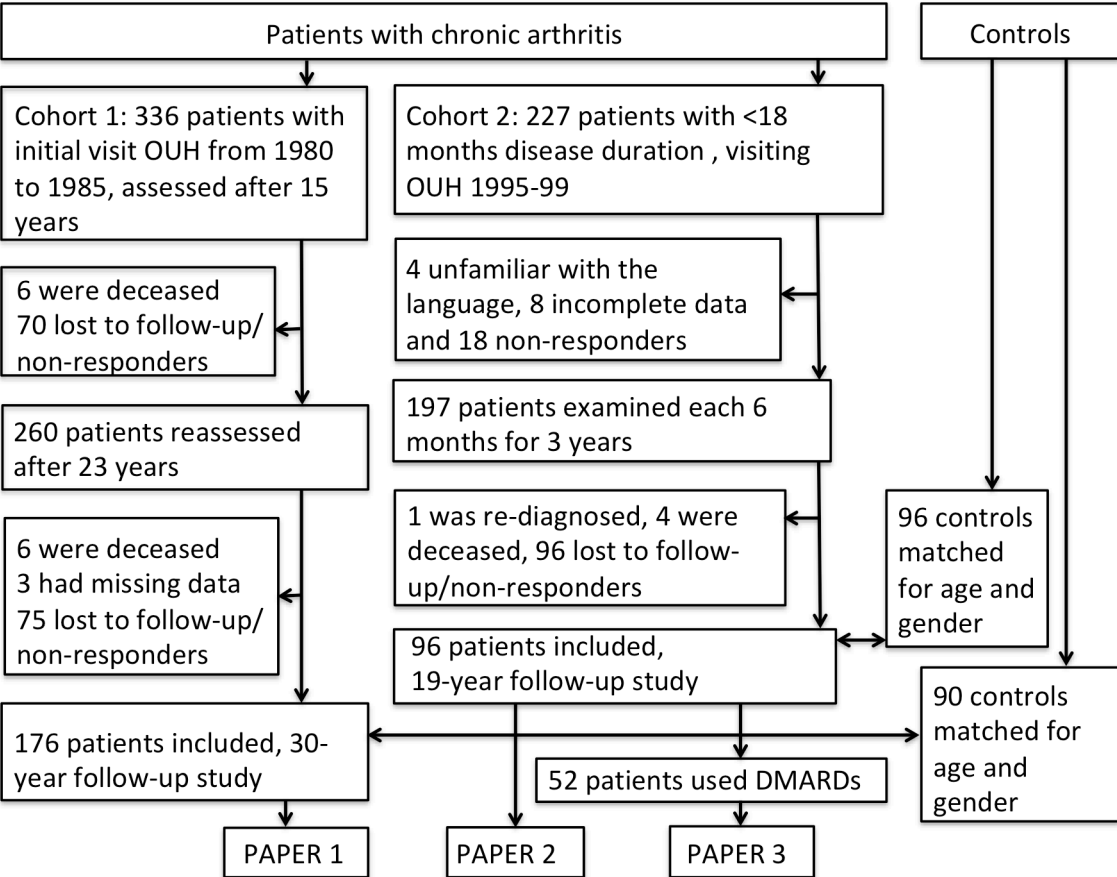 Patients with chronic arthritis
Controls
Cohort 1: 336 patients with
initial visit OUH from 1980
to 1985, assessed after 15
years
Cohort 2: 227 patients with <18
months disease duration , visiting
OUH 1995-99
6 were deceased
70 lost to follow-up/
non-responders
4 unfamiliar with the
language, 8 incomplete data
and 18 non-responders
260 patients reassessed
after 23 years
197 patients examined each 6
months for 3 years
6 were deceased
3 had missing data
75 lost to follow-up/
non-responders
1 was re-diagnosed, 4 were
deceased, 96 lost to follow-
up/non-responders
96 controls
matched
for age and
gender
96 patients included,
19-year follow-up study
176 patients included, 30-
year follow-up study
90 controls
matched for
age and
gender
52 patients used DMARDs
PAPER 1
PAPER 2
PAPER 3